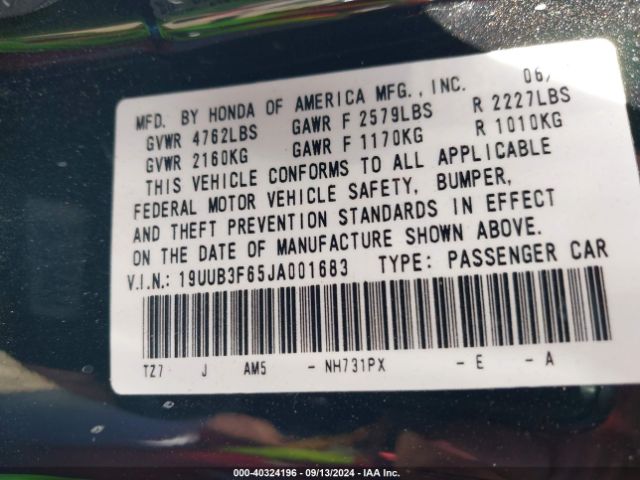 MFD. BY HONDA OF AMERICA MFG., INC. 06/
GVWR 4762LBS GAWR F 2579LBS R 2227LBS
GVWR 2160KG GAWR F 1170KG R 1010KG
THIS VEHICLE CONFORMS TO ALL APPLICABLE
FEDERAL MOTOR VEHICLE SAFETY, BUMPER,
AND THEFT PREVENTION STANDARDS IN EFFECT
ON THE DATE OF MANUFACTURE SHOWN ABOVE.
V.I.N.: 19UUB3F65JA001683 TYPE: PASSENGER CAR
TZ7 J AM5 - NH731PX - E - A
000-40324196 - 09/13/2024 - IAA Inc.